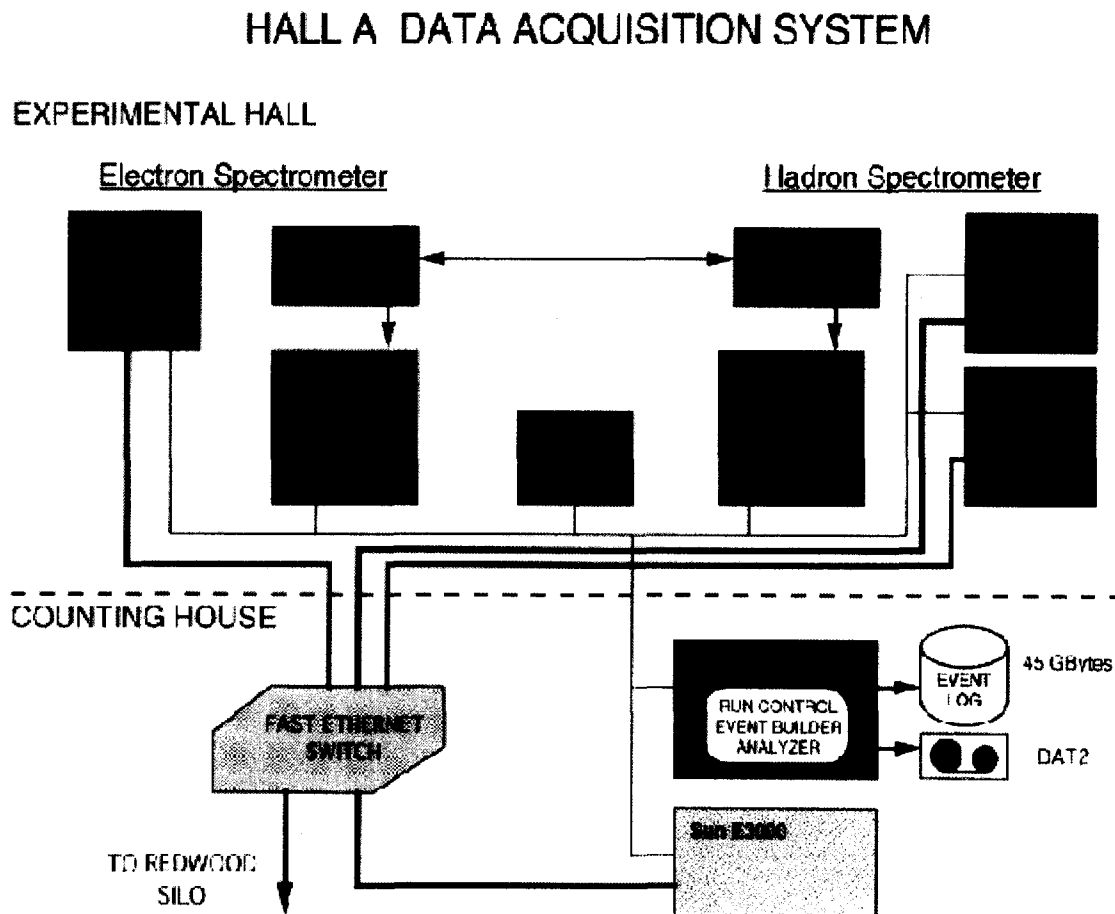 HALL A DATA ACQUISITION SYSTEM
EXPERIMENTAL HALL
Electron Spectrometer
Hadron Spectrometer
COUNTING HOUSE
FAST ETHERNET
SWITCH
RUN CONTROL
EVENT BUILDER
ANALYZER
EVENT
LOG
45 GBytes
DAT2
Sun E3000
TO REDWOOD
SILO